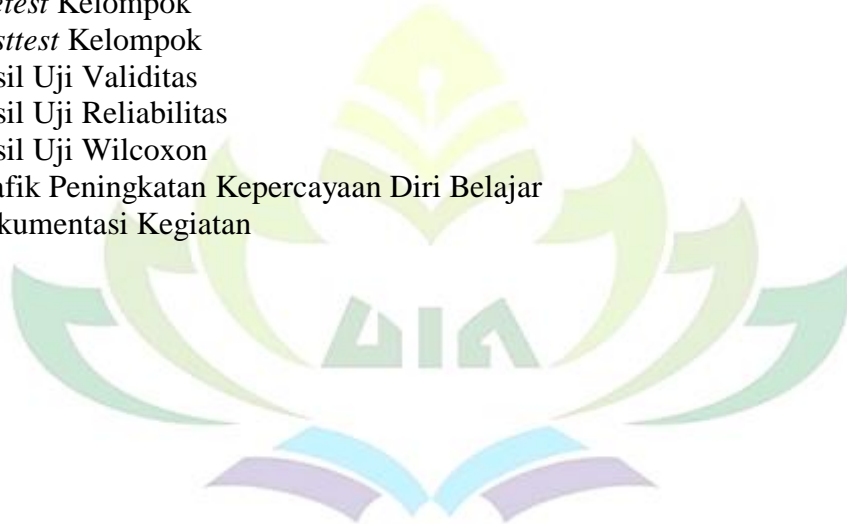 etest Kelompok
sttest Kelompok
sil Uji Validitas
sil Uji Reliabilitas
sil Uji Wilcoxon
afik Peningkatan Kepercayaan Diri Belajar
kumentasi Kegiatan
UIN